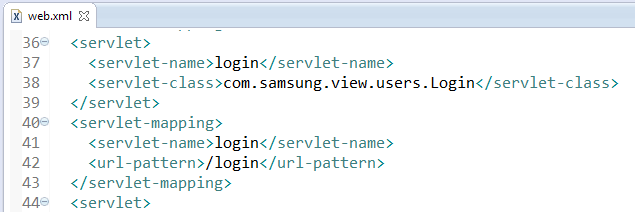 web.xml
36 <servlet>
37 <servlet-name>login</servlet-name>
38 <servlet-class>com.samsung.view.users.Login</servlet-class>
39 </servlet>
40 <servlet-mapping>
41 <servlet-name>login</servlet-name>
42 <url-pattern>/login</url-pattern>
43 </servlet-mapping>
44 <servlet>